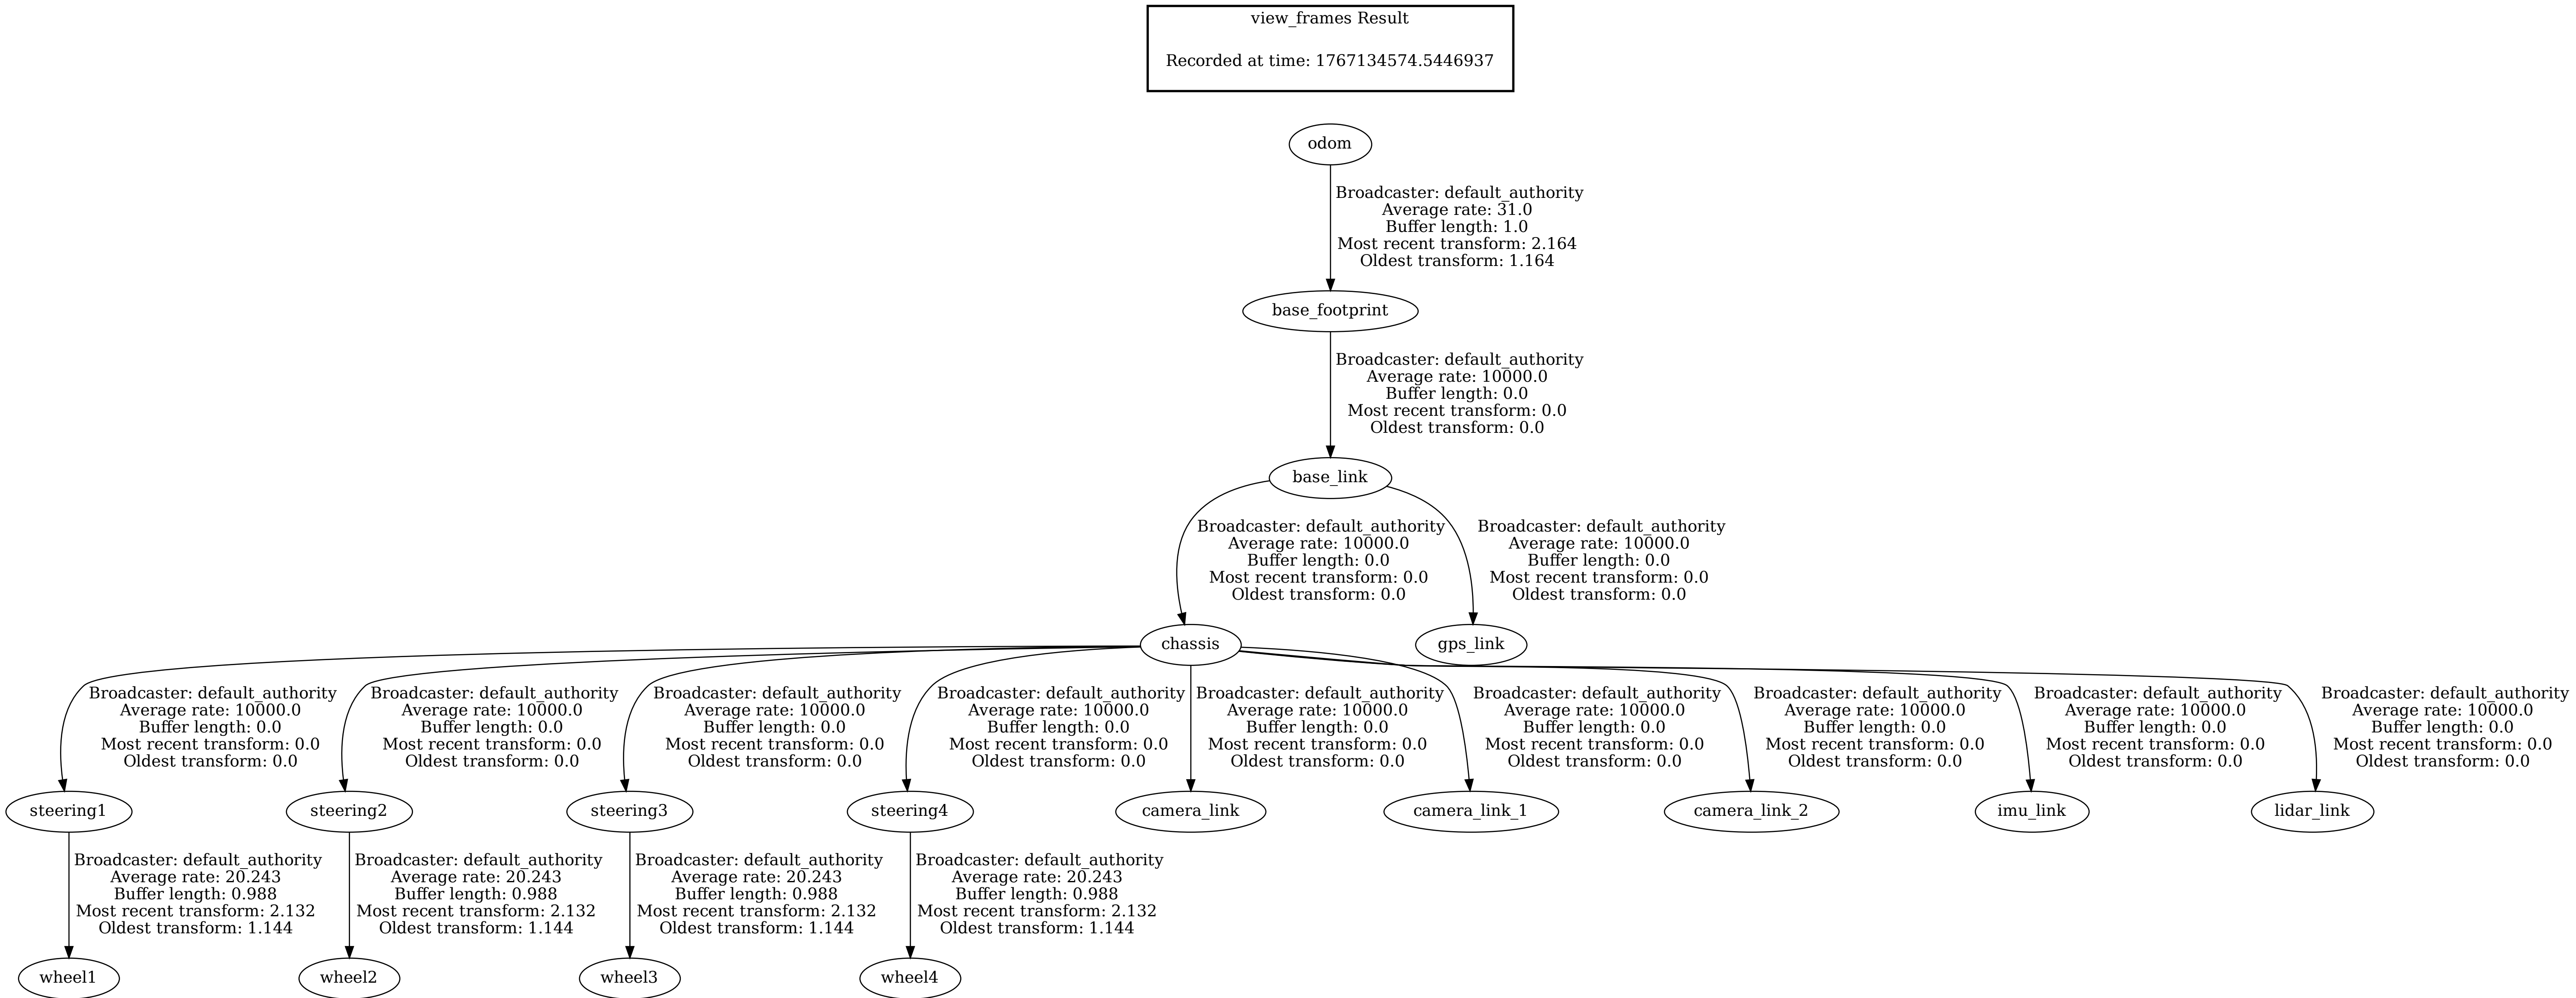 view_frames Result
Recorded at time: 1767134574.5446937
odom
Broadcaster: default_authority
Average rate: 31.0
Buffer length: 1.0
Most recent transform: 2.164
Oldest transform: 1.164
base_footprint
Broadcaster: default_authority
Average rate: 10000.0
Buffer length: 0.0
Most recent transform: 0.0
Oldest transform: 0.0
base_link
Broadcaster: default_authority
Average rate: 10000.0
Buffer length: 0.0
Most recent transform: 0.0
Oldest transform: 0.0
Broadcaster: default_authority
Average rate: 10000.0
Buffer length: 0.0
Most recent transform: 0.0
Oldest transform: 0.0
chassis
gps_link
Broadcaster: default_authority
Average rate: 10000.0
Buffer length: 0.0
Most recent transform: 0.0
Oldest transform: 0.0
Broadcaster: default_authority
Average rate: 10000.0
Buffer length: 0.0
Most recent transform: 0.0
Oldest transform: 0.0
Broadcaster: default_authority
Average rate: 10000.0
Buffer length: 0.0
Most recent transform: 0.0
Oldest transform: 0.0
Broadcaster: default_authority
Average rate: 10000.0
Buffer length: 0.0
Most recent transform: 0.0
Oldest transform: 0.0
Broadcaster: default_authority
Average rate: 10000.0
Buffer length: 0.0
Most recent transform: 0.0
Oldest transform: 0.0
Broadcaster: default_authority
Average rate: 10000.0
Buffer length: 0.0
Most recent transform: 0.0
Oldest transform: 0.0
Broadcaster: default_authority
Average rate: 10000.0
Buffer length: 0.0
Most recent transform: 0.0
Oldest transform: 0.0
Broadcaster: default_authority
Average rate: 10000.0
Buffer length: 0.0
Most recent transform: 0.0
Oldest transform: 0.0
Broadcaster: default_authority
Average rate: 10000.0
Buffer length: 0.0
Most recent transform: 0.0
Oldest transform: 0.0
steering1
steering2
steering3
steering4
camera_link
camera_link_1
camera_link_2
imu_link
lidar_link
Broadcaster: default_authority
Average rate: 20.243
Buffer length: 0.988
Most recent transform: 2.132
Oldest transform: 1.144
Broadcaster: default_authority
Average rate: 20.243
Buffer length: 0.988
Most recent transform: 2.132
Oldest transform: 1.144
Broadcaster: default_authority
Average rate: 20.243
Buffer length: 0.988
Most recent transform: 2.132
Oldest transform: 1.144
Broadcaster: default_authority
Average rate: 20.243
Buffer length: 0.988
Most recent transform: 2.132
Oldest transform: 1.144
wheel1
wheel2
wheel3
wheel4